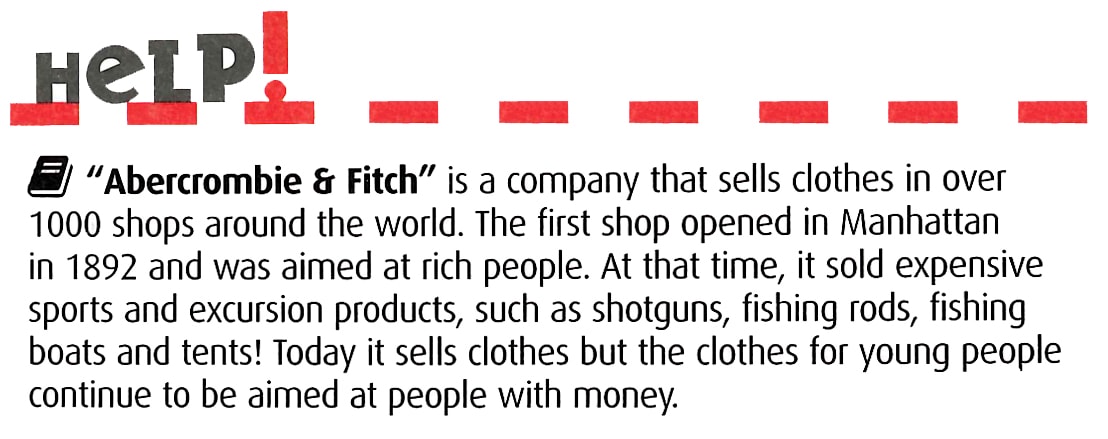 HELP!
“Abercrombie & Fitch” is a company that sells clothes in over
1000 shops around the world. The first shop opened in Manhattan
in 1892 and was aimed at rich people. At that time, it sold expensive
sports and excursion products, such as shotguns, fishing rods, fishing
boats and tents! Today it sells clothes but the clothes for young people
continue to be aimed at people with money.